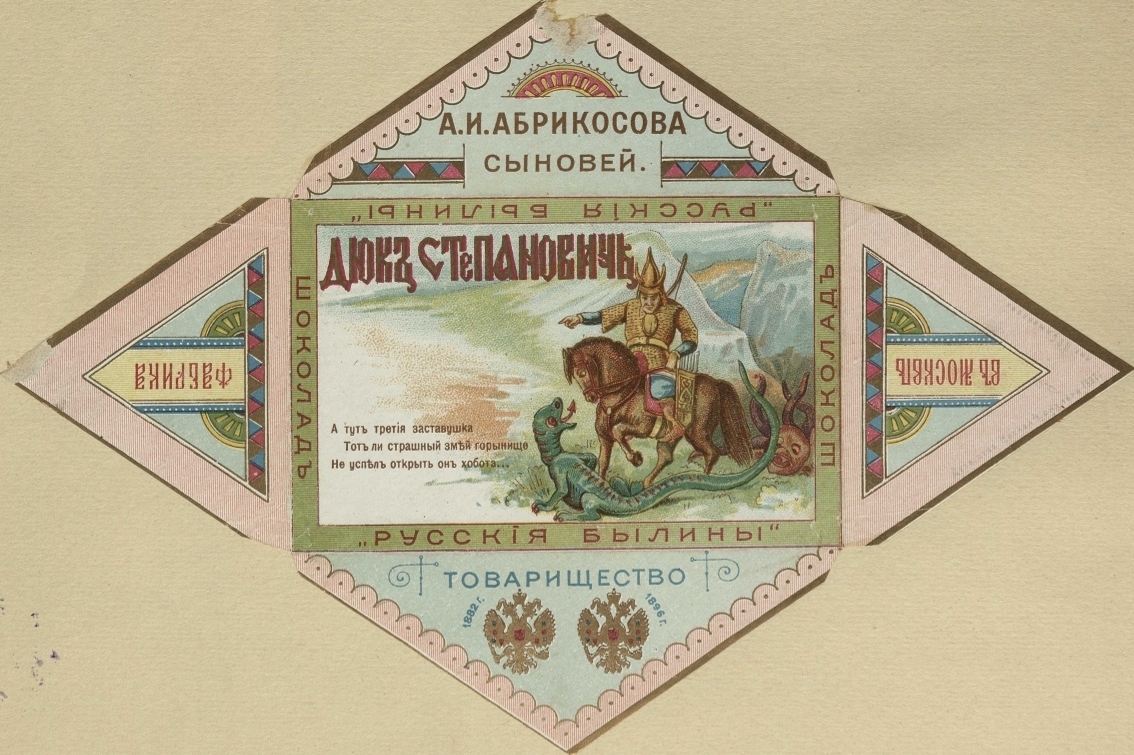 А.И.АБРИКОСОВА
СЫНОВЕЙ.
„РУССКІЯ БЫЛИНЫ“
ДЮКЪ СТЕПАНОВИЧЪ
ШОКОЛАДЪ
ШОКОЛАДЪ
ФАБРИКА
ВЪ МОСКВѢ
А тутъ третія заставушка
Тотъ ли страшный змѣй горынище
Не успѣлъ открыть онъ хобота...
„РУССКІЯ БЫЛИНЫ“
ТОВАРИЩЕСТВО
1882 г.
1896 г.